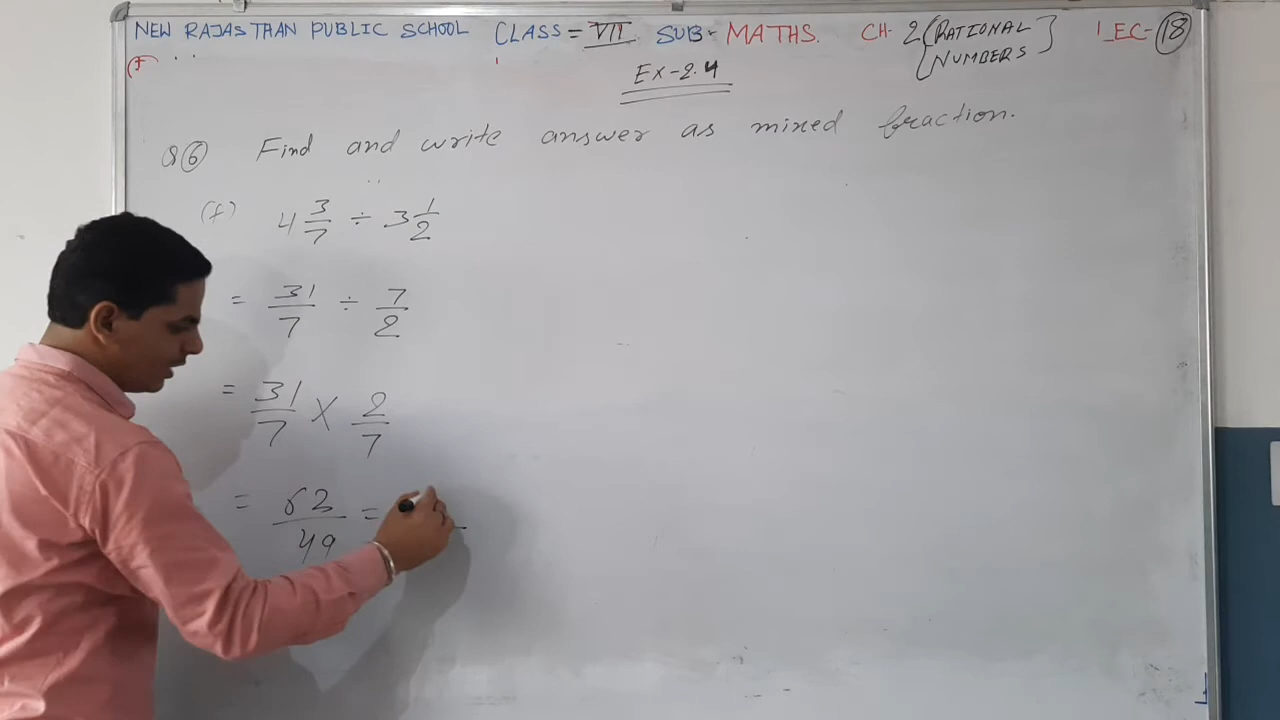 NEW RAJASTHAN PUBLIC SCHOOL CLASS = VII SUB- MATHS. CH- 2 {RATIONAL NUMBERS} LEC- 18
Ex-2.4
Q 6 Find and write answer as mixed fraction.
(f) 4 3/7 ÷ 3 1/2
= 31/7 ÷ 7/2
= 31/7 × 2/7
= 62/49 =